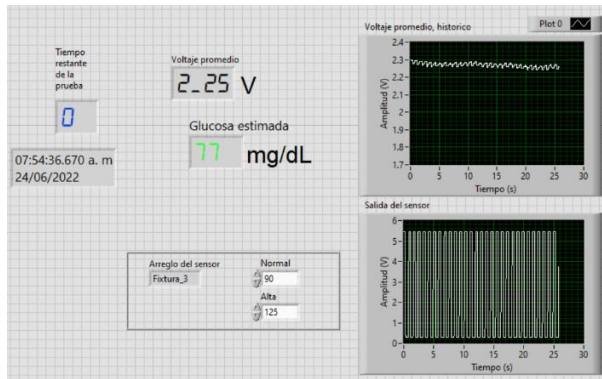 Tiempo
restante
de la
prueba
0
07:54:36.670 a. m
24/06/2022
Voltaje promedio
2_25 V
Glucosa estimada
77 mg/dL
Arreglo del sensor
Fixtura_3
Normal
90
Alta
125
Voltaje promedio, historico
Plot 0
2.4
2.3
2.2
2.1
2
1.9
1.8
1.7
Amplitud (V)
0 5 10 15 20 25 30
Tiempo (s)
Salida del sensor
6
5
4
3
2
1
0
Amplitud (V)
0 5 10 15 20 25 30
Tiempo (s)